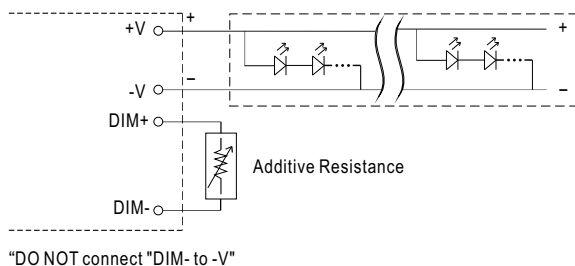 +
+V
+
−
-V
−
DIM+
Additive Resistance
DIM-
“DO NOT connect "DIM- to -V"